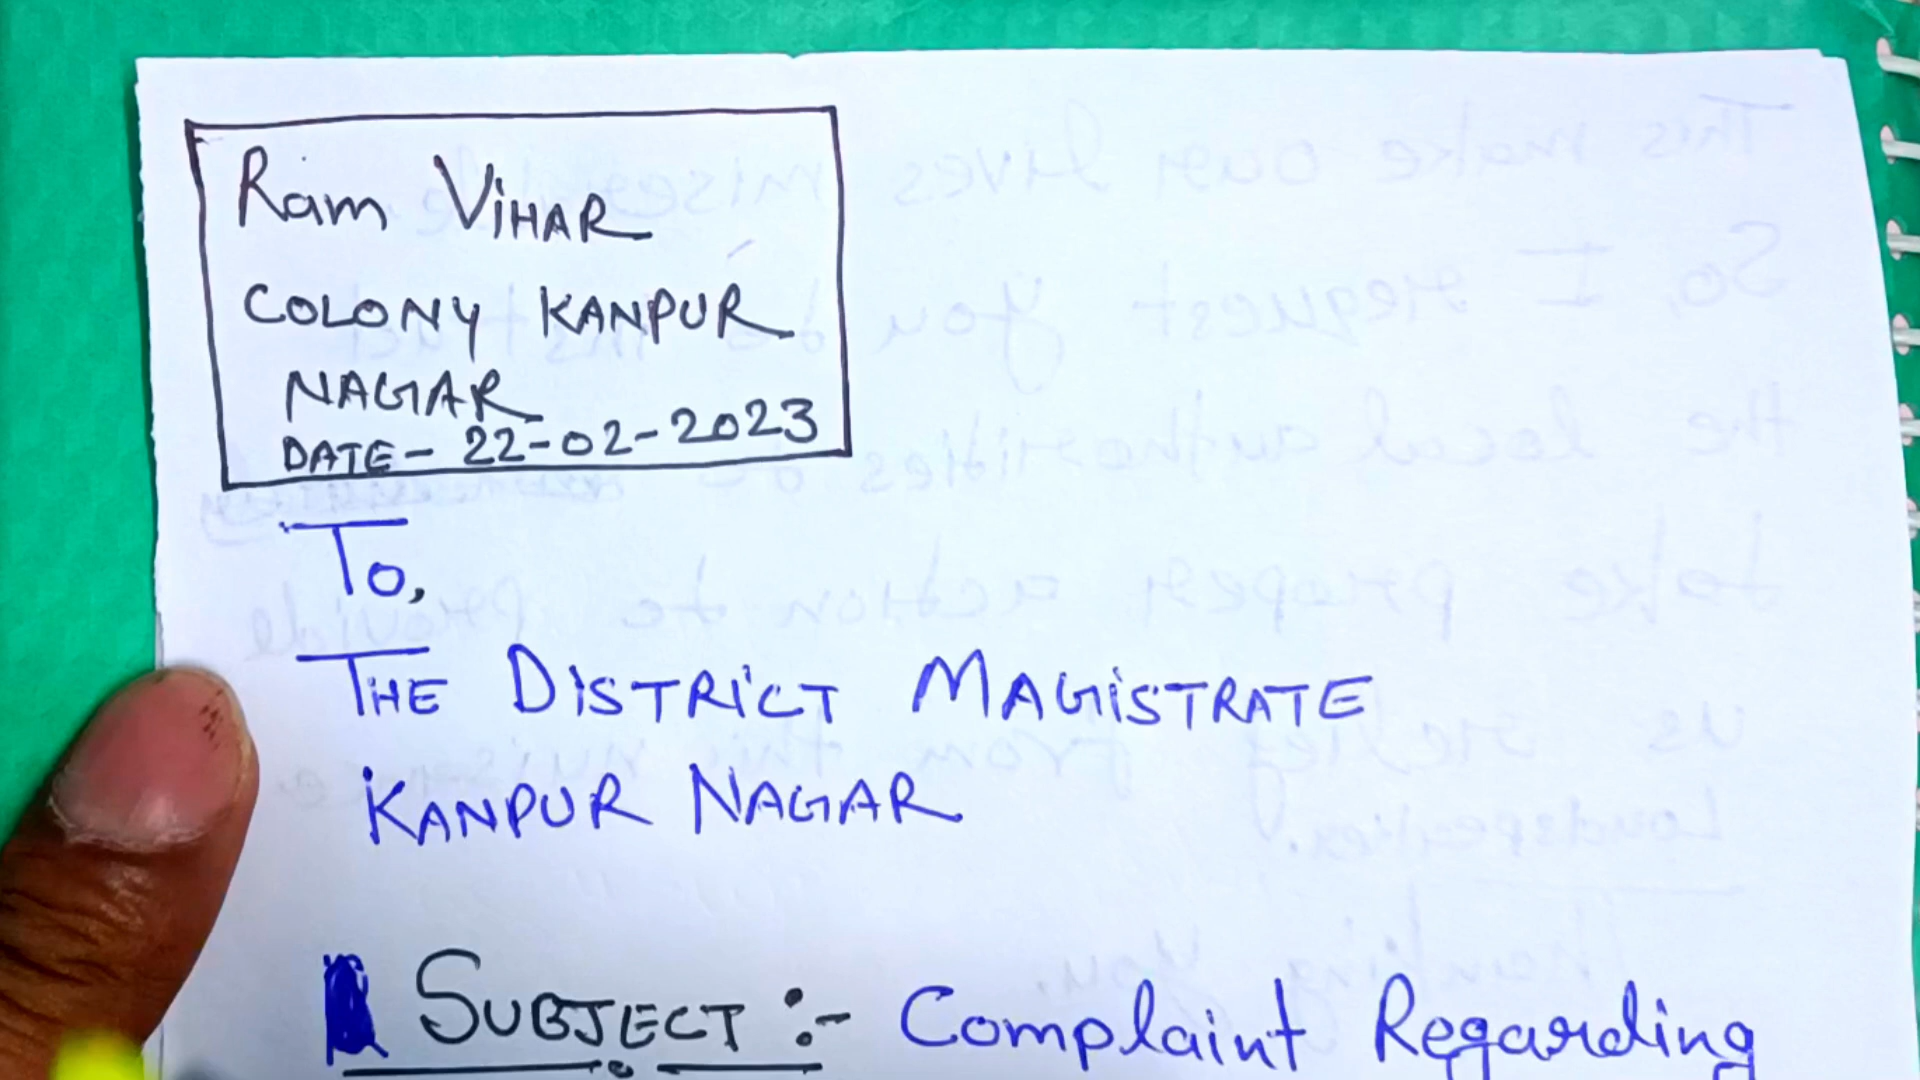 Ram VIHAR
COLONY KANPUR
NAGAR
DATE- 22-02-2023
To,
THE DISTRICT MAGISTRATE
KANPUR NAGAR
SUBJECT :- Complaint Regarding